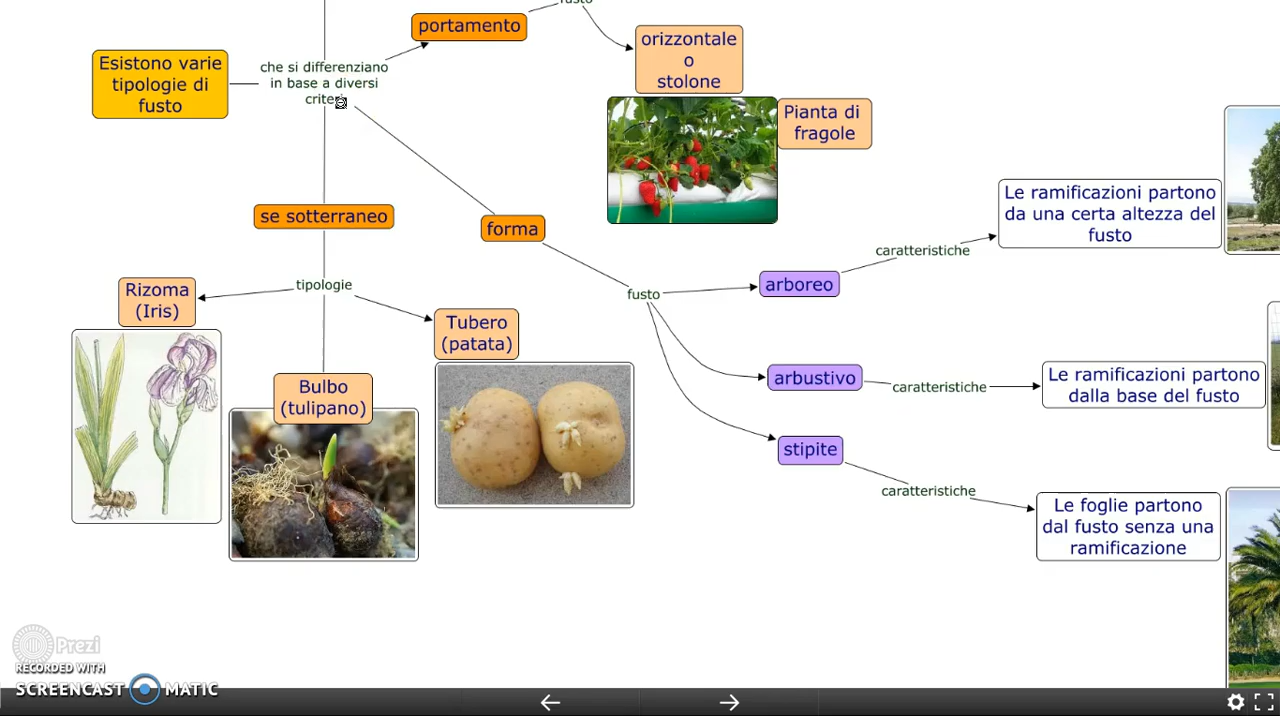 fusto
portamento
orizzontale
o
stolone
Esistono varie
tipologie di
fusto
che si differenziano
in base a diversi
criteri
Pianta di
fragole
Le ramificazioni partono
da una certa altezza del
fusto
se sotterraneo
forma
caratteristiche
arboreo
tipologie
fusto
Rizoma
(Iris)
Tubero
(patata)
Bulbo
(tulipano)
arbustivo
caratteristiche
Le ramificazioni partono
dalla base del fusto
stipite
caratteristiche
Le foglie partono
dal fusto senza una
ramificazione
Prezi
RECORDED WITH
SCREENCAST MATIC